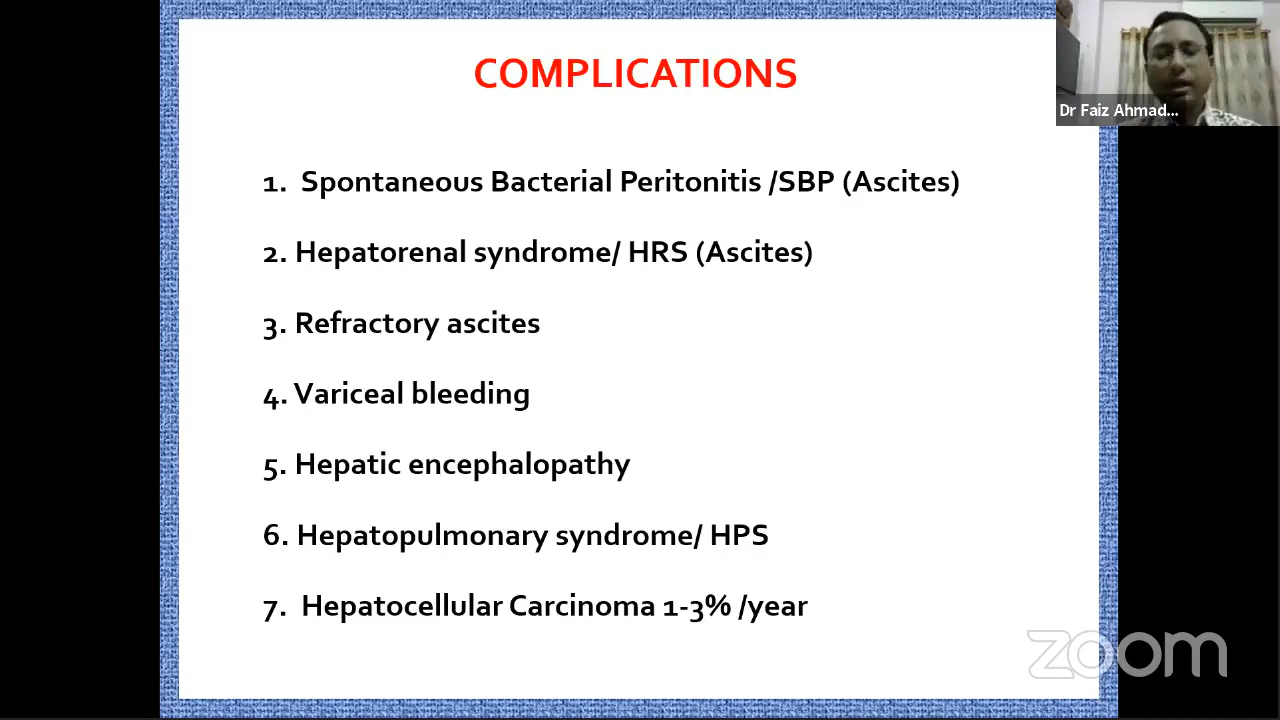 COMPLICATIONS
Dr Faiz Ahmad...
1. Spontaneous Bacterial Peritonitis /SBP (Ascites)
2. Hepatorenal syndrome/ HRS (Ascites)
3. Refractory ascites
4. Variceal bleeding
5. Hepatic encephalopathy
6. Hepatopulmonary syndrome/ HPS
7. Hepatocellular Carcinoma 1-3% /year
zoom